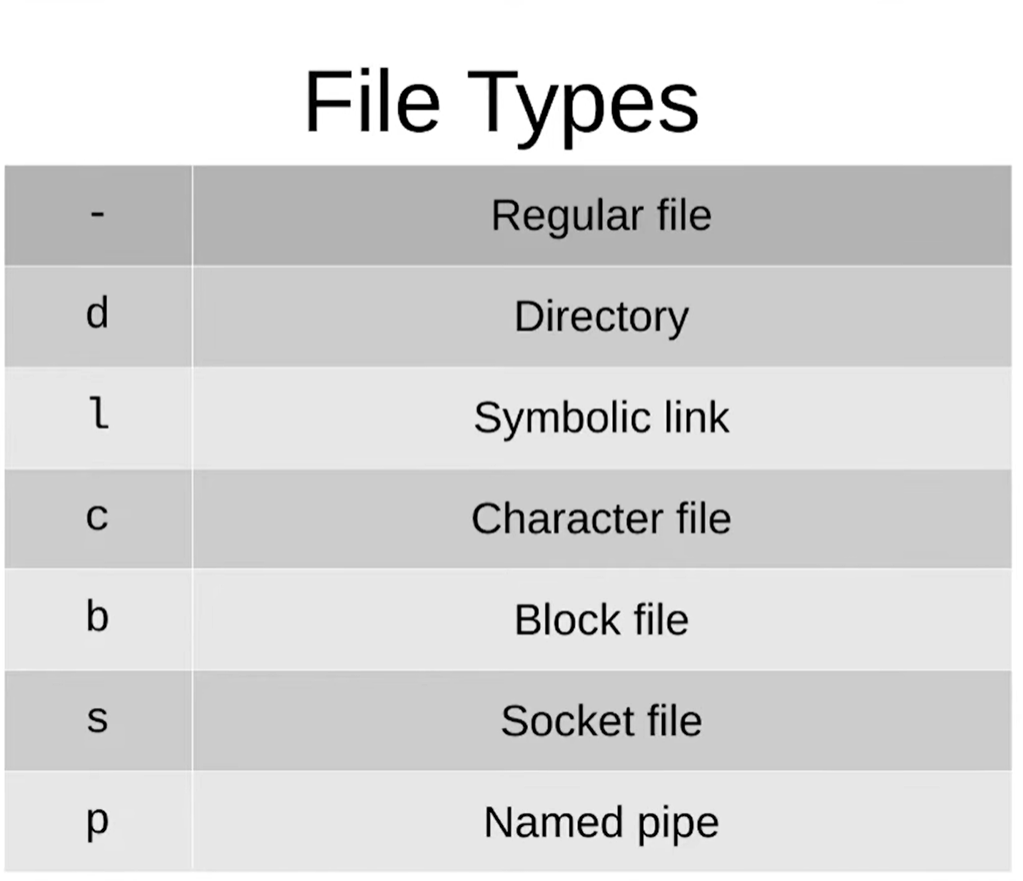 File Types
- Regular file
d Directory
l Symbolic link
c Character file
b Block file
s Socket file
p Named pipe